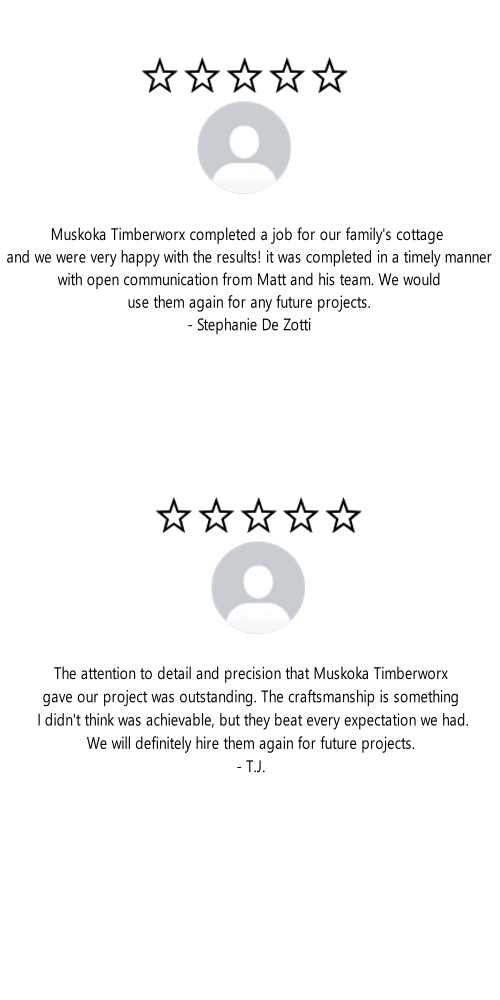 Muskoka Timberworx completed a job for our family's cottage
and we were very happy with the results! it was completed in a timely manner
with open communication from Matt and his team. We would
use them again for any future projects.
- Stephanie De Zotti
The attention to detail and precision that Muskoka Timberworx
gave our project was outstanding. The craftsmanship is something
I didn't think was achievable, but they beat every expectation we had.
We will definitely hire them again for future projects.
- T.J.